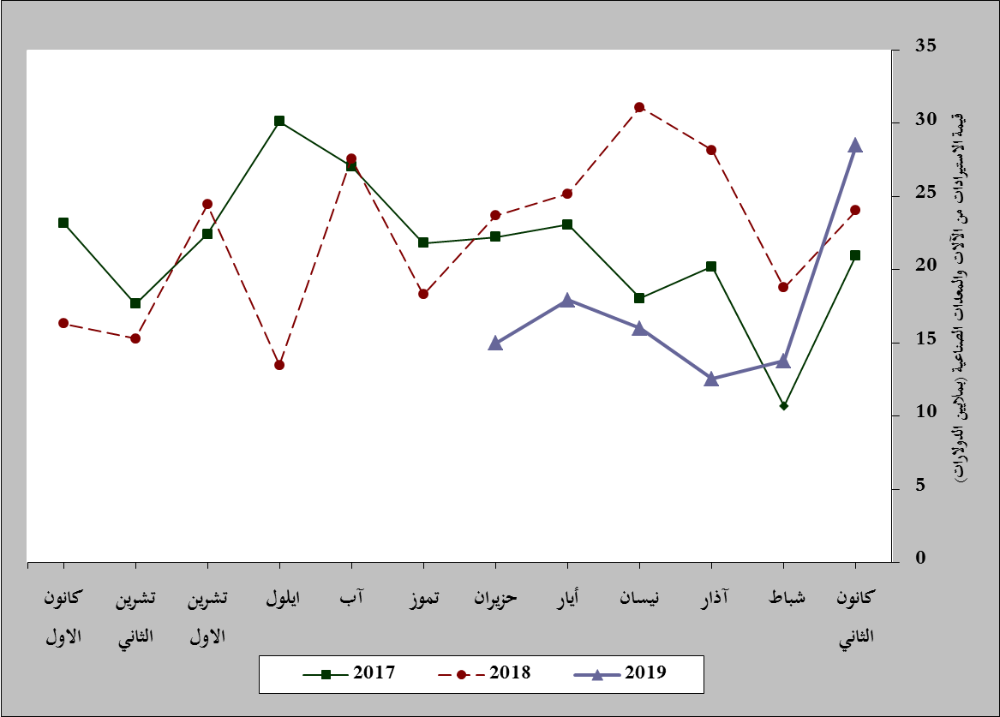 35
30
25
20
15
10
5
0
قيمة الاستيرادات من الآلات والمعدات الصناعية (بملايين الدولارات)
كانون الثاني
شباط
آذار
نيسان
أيار
حزيران
تموز
آب
ايلول
تشرين الاول
تشرين الثاني
كانون الاول
2017 2018 2019